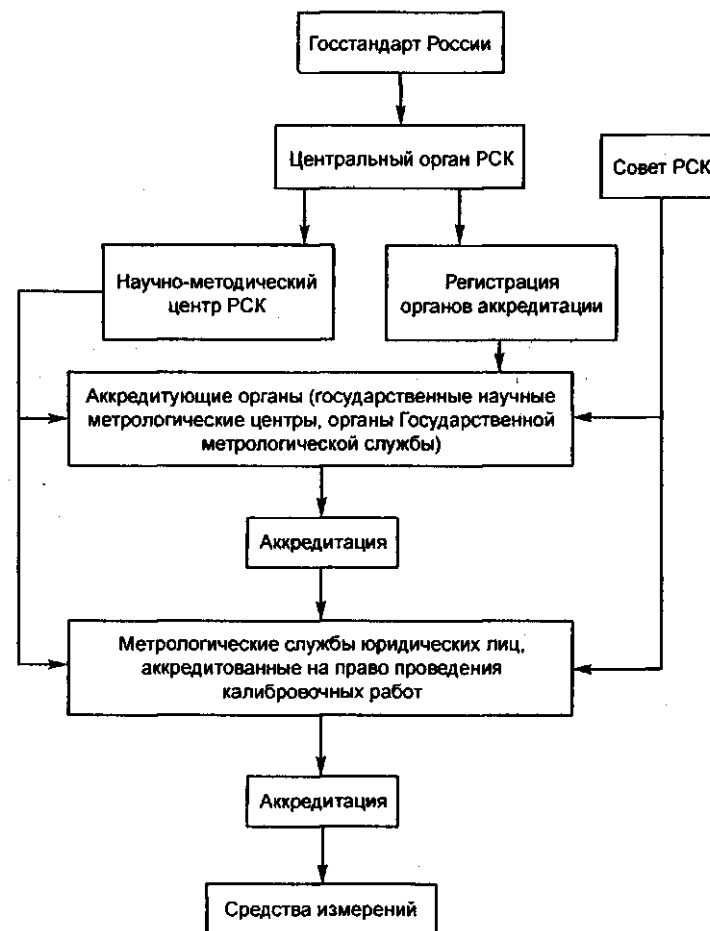 Госстандарт России
Центральный орган РСК
Совет РСК
Научно-методический
центр РСК
Регистрация
органов аккредитации
Аккредитующие органы (государственные научные
метрологические центры, органы Государственной
метрологической службы)
Аккредитация
Метрологические службы юридических лиц,
аккредитованные на право проведения
калибровочных работ
Аккредитация
Средства измерений